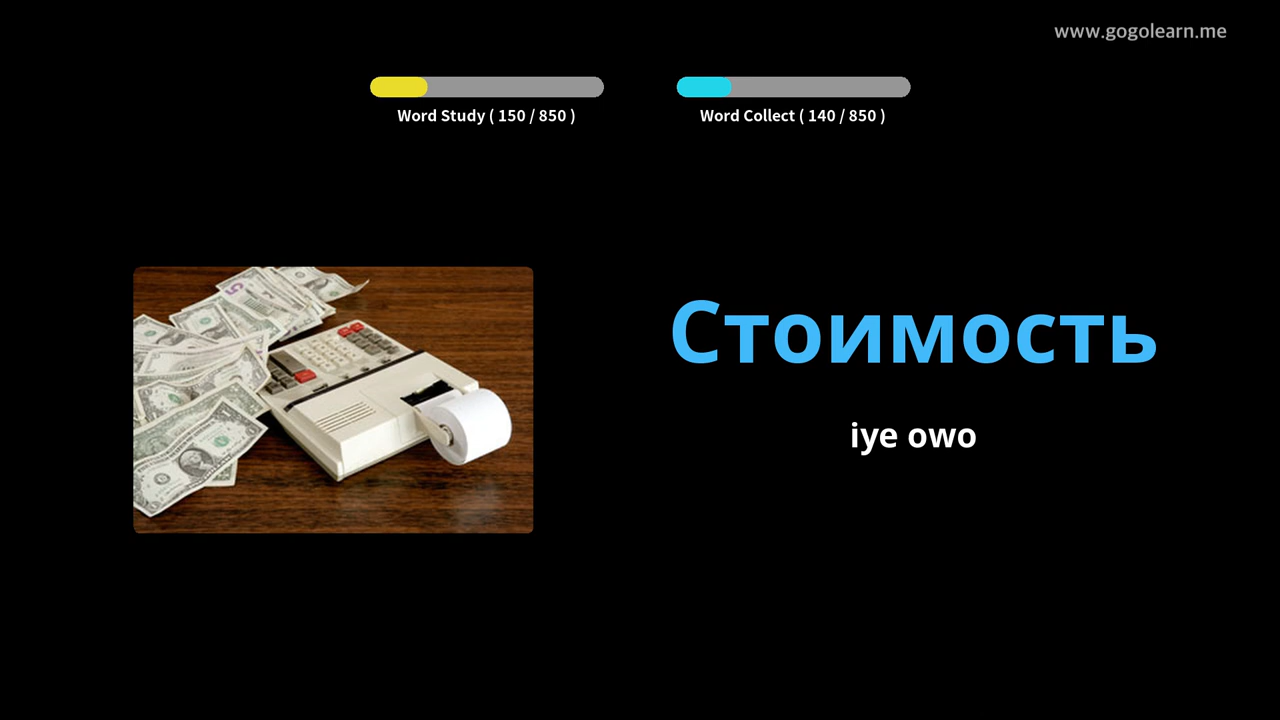 www.gogolearn.me
Word Study ( 150 / 850 )
Word Collect ( 140 / 850 )
Стоимость
iye owo